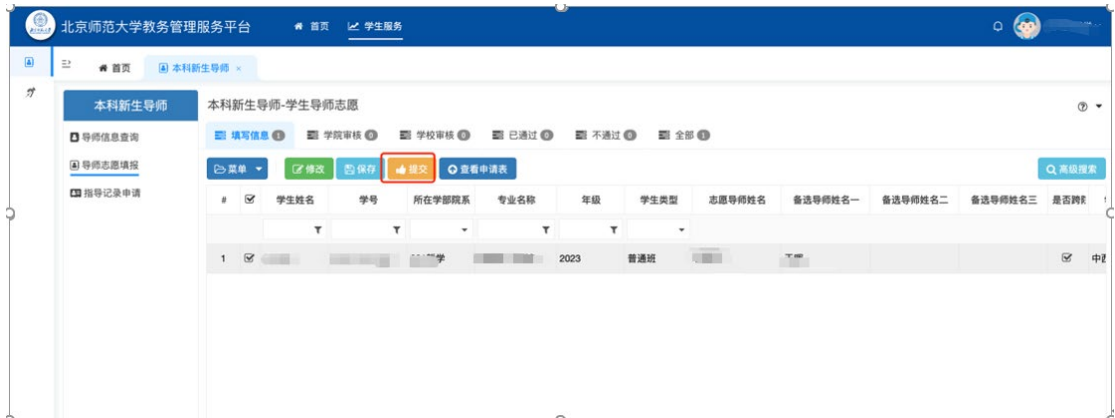 北京师范大学教务管理服务平台 首页 学生服务
首页 本科新生导师 ×
本科新生导师
导师信息查询
导师志愿填报
指导记录申请
本科新生导师-学生导师志愿
填写信息 1 学院审核 0 学校审核 0 已通过 0 不通过 0 全部 1
菜单 修改 保存 提交 查看申请表 高级搜索
# 学生姓名 学号 所在学部院系 专业名称 年级 学生类型 志愿导师姓名 备选导师姓名一 备选导师姓名二 备选导师姓名三 是否跨
1 学 2023 普通班 中西